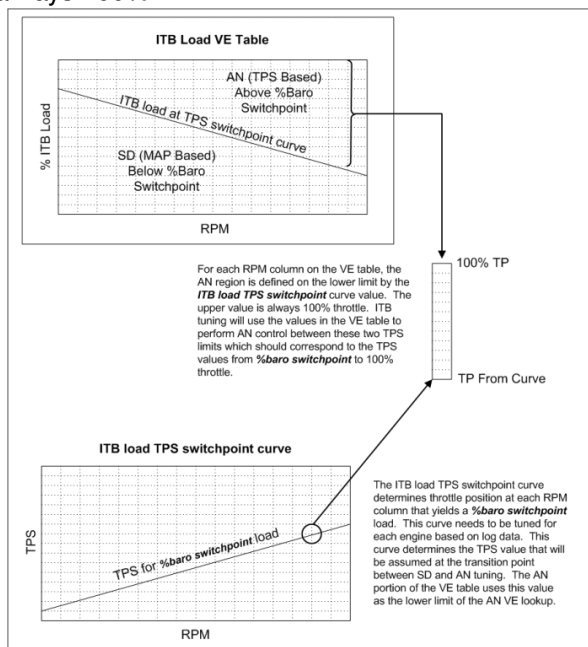 ITB Load VE Table
AN (TPS Based)
Above %Baro
Switchpoint
ITB load at TPS switchpoint curve
SD (MAP Based)
Below %Baro
Switchpoint
% ITB Load
RPM
100% TP
For each RPM column on the VE table, the
AN region is defined on the lower limit by the
ITB load TPS switchpoint curve value. The
upper value is always 100% throttle. ITB
tuning will use the values in the VE table to
perform AN control between these two TPS
limits which should correspond to the TPS
values from %baro switchpoint to 100%
throttle.
TP From Curve
ITB load TPS switchpoint curve
TPS
TPS for %baro switchpoint load
RPM
The ITB load TPS switchpoint curve
determines throttle position at each RPM
column that yields a %baro switchpoint
load. This curve needs to be tuned for
each engine based on log data. This
curve determines the TPS value that will
be assumed at the transition point
between SD and AN tuning. The AN
portion of the VE table uses this value
as the lower limit of the AN VE lookup.